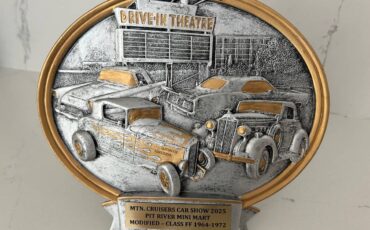 DRIVE-IN THEATRE
MTN. CRUISERS CAR SHOW 2025
PIT RIVER MINI MART
MODIFIED - CLASS FF 1964-1972